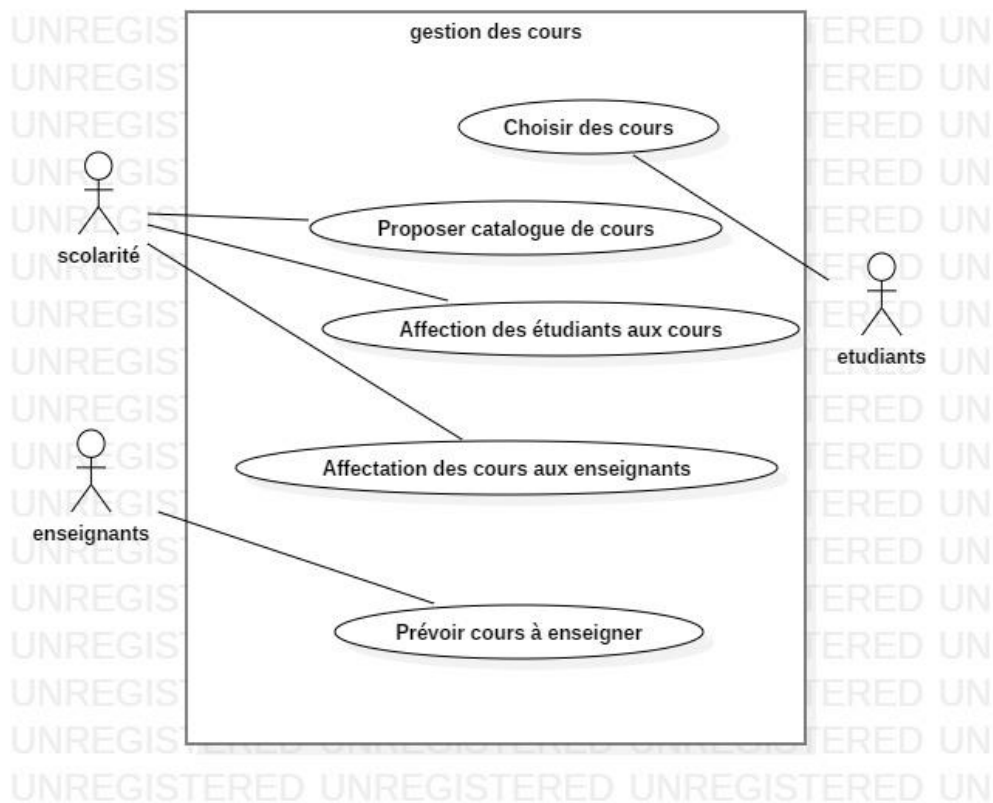 gestion des cours
Choisir des cours
scolarité
Proposer catalogue de cours
Affection des étudiants aux cours
etudiants
Affectation des cours aux enseignants
enseignants
Prévoir cours à enseigner
UNREGISTERED UNREGISTERED UNREGISTERED UN